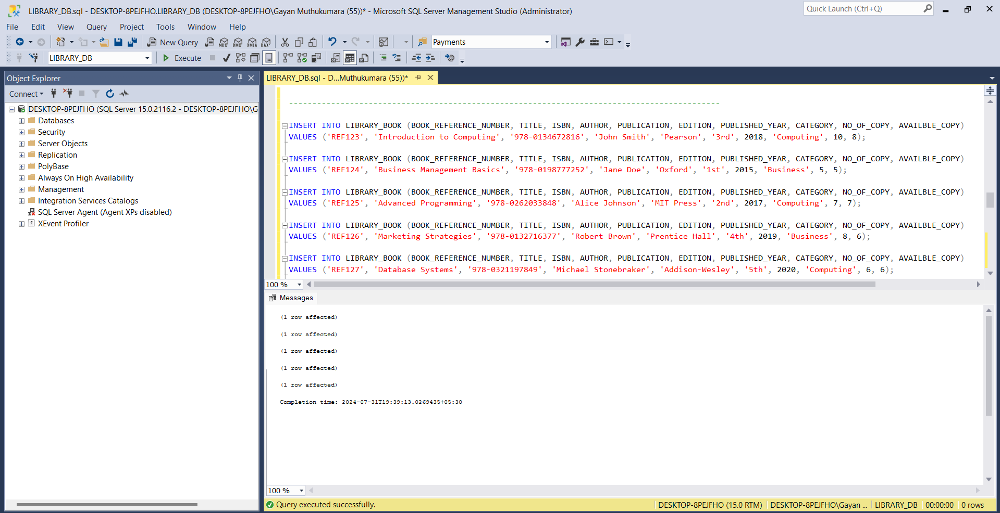 LIBRARY_DB.sql - DESKTOP-8PEJFHO.LIBRARY_DB (DESKTOP-8PEJFHO\Gayan Muthukumara (55))* - Microsoft SQL Server Management Studio (Administrator)
Quick Launch (Ctrl+Q)
File Edit View Query Project Tools Window Help
New Query MDX DMX XMLA DAX Payments
LIBRARY_DB Execute
Object Explorer
Connect
DESKTOP-8PEJFHO (SQL Server 15.0.2116.2 - DESKTOP-8PEJFHO\G
Databases
Security
Server Objects
Replication
PolyBase
Always On High Availability
Management
Integration Services Catalogs
SQL Server Agent (Agent XPs disabled)
XEvent Profiler
LIBRARY_DB.sql - D...Muthukumara (55))*
--------------------------------------------------------------------------------------------
INSERT INTO LIBRARY_BOOK (BOOK_REFERENCE_NUMBER, TITLE, ISBN, AUTHOR, PUBLICATION, EDITION, PUBLISHED_YEAR, CATEGORY, NO_OF_COPY, AVAILBLE_COPY)
VALUES ('REF123', 'Introduction to Computing', '978-0134672816', 'John Smith', 'Pearson', '3rd', 2018, 'Computing', 10, 8);
INSERT INTO LIBRARY_BOOK (BOOK_REFERENCE_NUMBER, TITLE, ISBN, AUTHOR, PUBLICATION, EDITION, PUBLISHED_YEAR, CATEGORY, NO_OF_COPY, AVAILBLE_COPY)
VALUES ('REF124', 'Business Management Basics', '978-0198777252', 'Jane Doe', 'Oxford', '1st', 2015, 'Business', 5, 5);
INSERT INTO LIBRARY_BOOK (BOOK_REFERENCE_NUMBER, TITLE, ISBN, AUTHOR, PUBLICATION, EDITION, PUBLISHED_YEAR, CATEGORY, NO_OF_COPY, AVAILBLE_COPY)
VALUES ('REF125', 'Advanced Programming', '978-0262033848', 'Alice Johnson', 'MIT Press', '2nd', 2017, 'Computing', 7, 7);
INSERT INTO LIBRARY_BOOK (BOOK_REFERENCE_NUMBER, TITLE, ISBN, AUTHOR, PUBLICATION, EDITION, PUBLISHED_YEAR, CATEGORY, NO_OF_COPY, AVAILBLE_COPY)
VALUES ('REF126', 'Marketing Strategies', '978-0132716377', 'Robert Brown', 'Prentice Hall', '4th', 2019, 'Business', 8, 6);
INSERT INTO LIBRARY_BOOK (BOOK_REFERENCE_NUMBER, TITLE, ISBN, AUTHOR, PUBLICATION, EDITION, PUBLISHED_YEAR, CATEGORY, NO_OF_COPY, AVAILBLE_COPY)
VALUES ('REF127', 'Database Systems', '978-0321197849', 'Michael Stonebraker', 'Addison-Wesley', '5th', 2020, 'Computing', 6, 6);
100 %
Messages
(1 row affected)
(1 row affected)
(1 row affected)
(1 row affected)
(1 row affected)
Completion time: 2024-07-31T19:39:13.0269435+05:30
100 %
Query executed successfully. DESKTOP-8PEJFHO (15.0 RTM) DESKTOP-8PEJFHO\Gayan ... LIBRARY_DB 00:00:00 0 rows